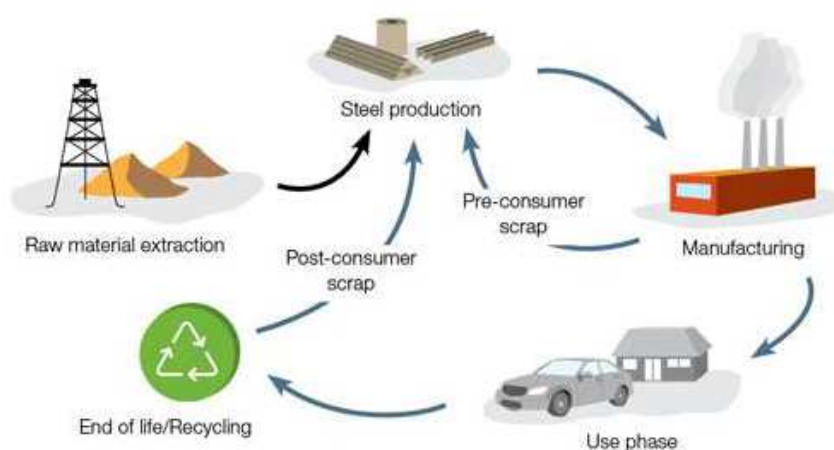 Steel production
Raw material extraction
Pre-consumer
scrap
Manufacturing
Post-consumer
scrap
End of life/Recycling
Use phase